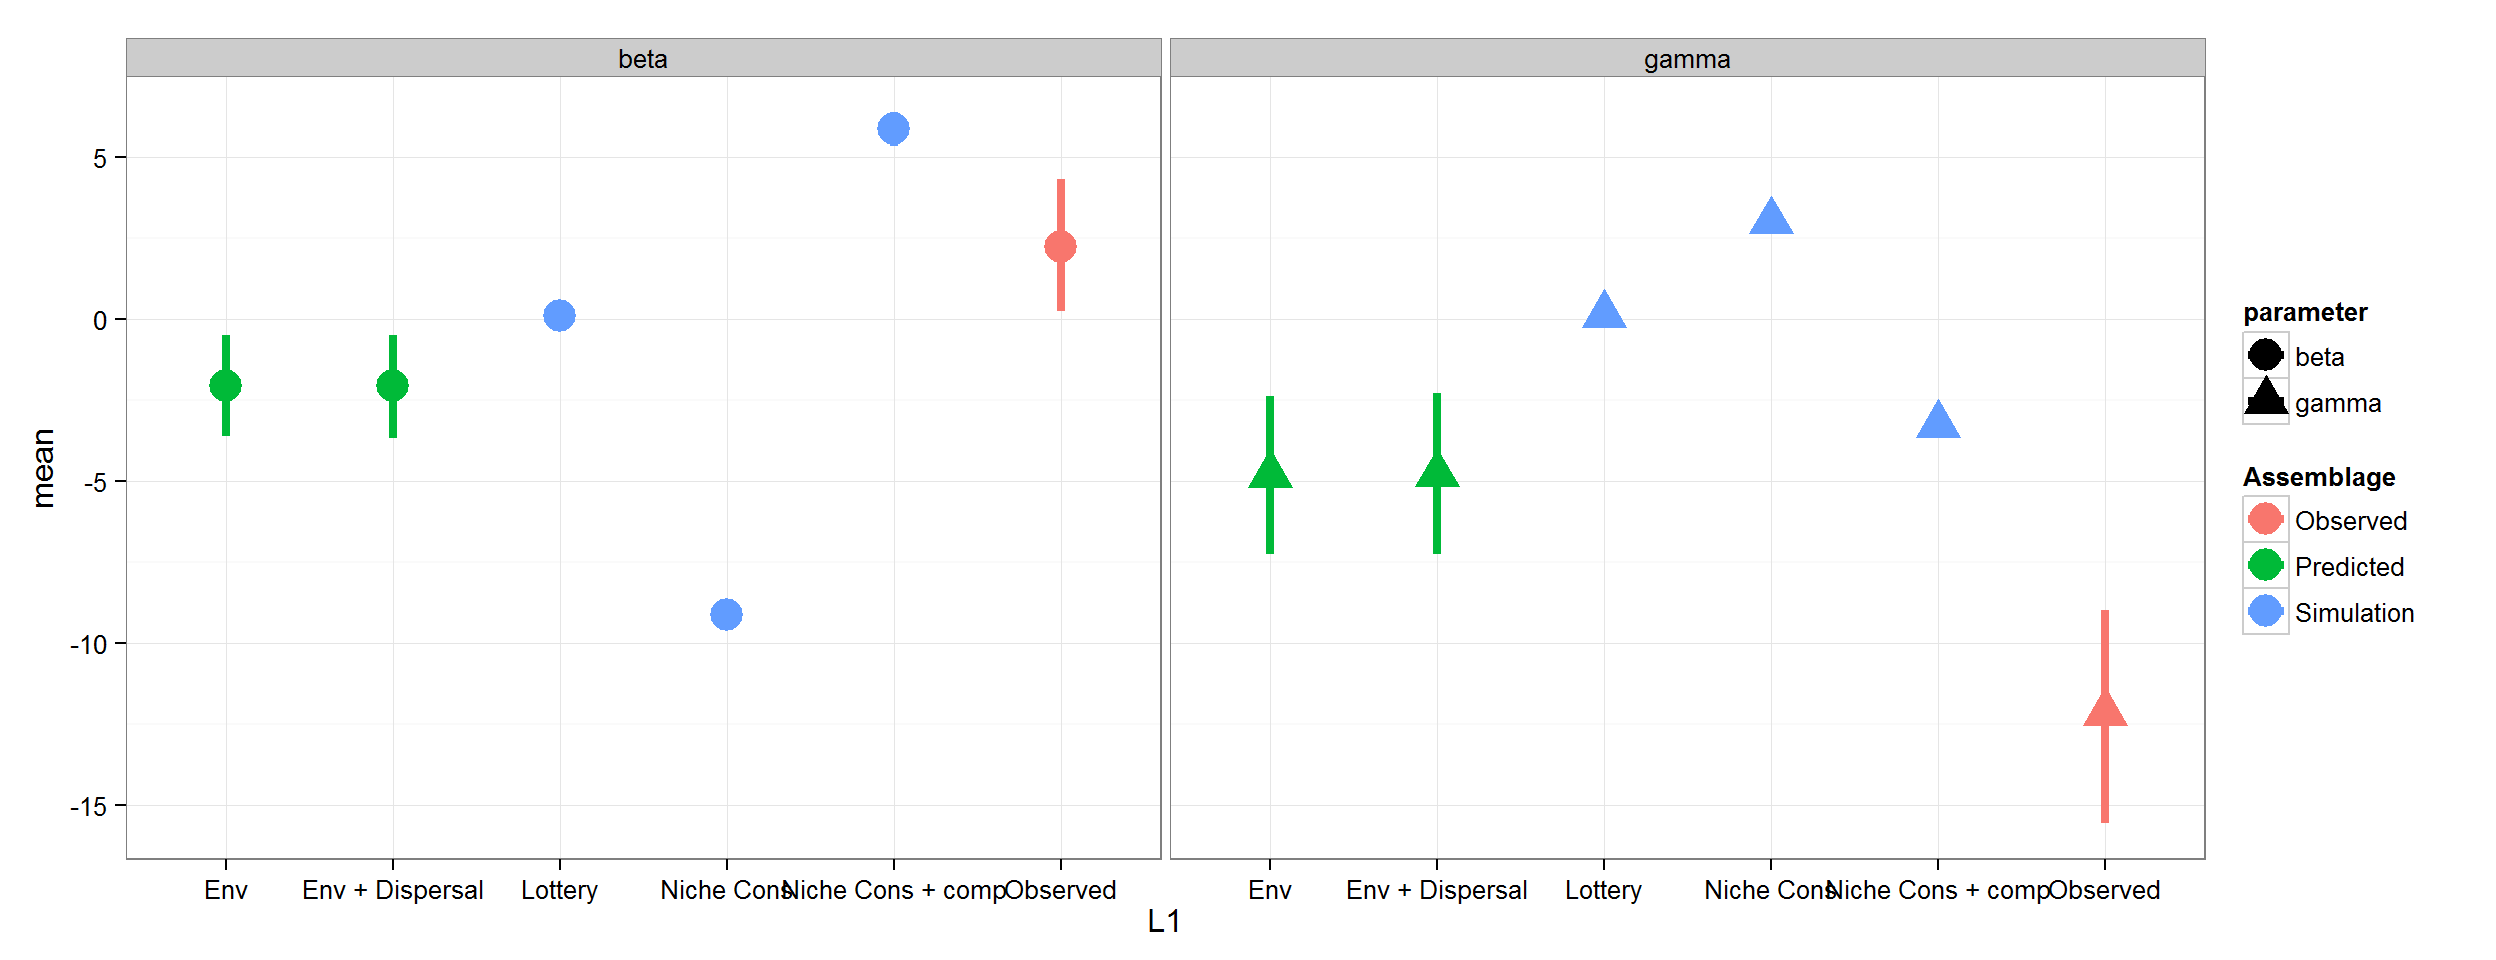 beta
gamma
mean
5
0
-5
-10
-15
Env
Env + Dispersal
Lottery
Niche Cons
Niche Cons + comp
Observed
Env
Env + Dispersal
Lottery
Niche Cons
Niche Cons + comp
Observed
L1
parameter
beta
gamma
Assemblage
Observed
Predicted
Simulation